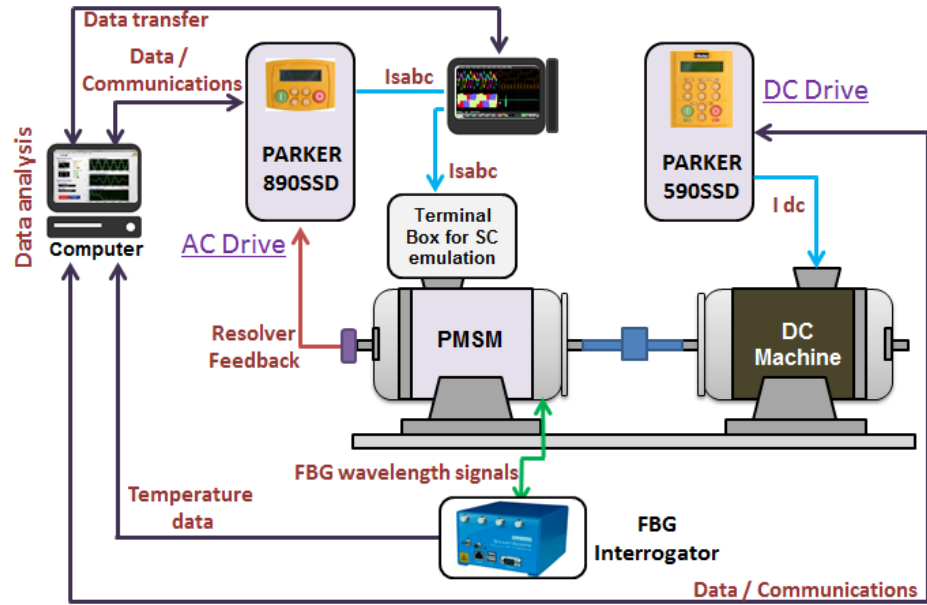 Data transfer
Data /
Communications
Isabc
DC Drive
PARKER
890SSD
PARKER
590SSD
Isabc
I dc
Data analysis
Computer
AC Drive
Terminal
Box for SC
emulation
Resolver
Feedback
PMSM
DC
Machine
FBG wavelength signals
Temperature
data
FBG
Interrogator
Data / Communications